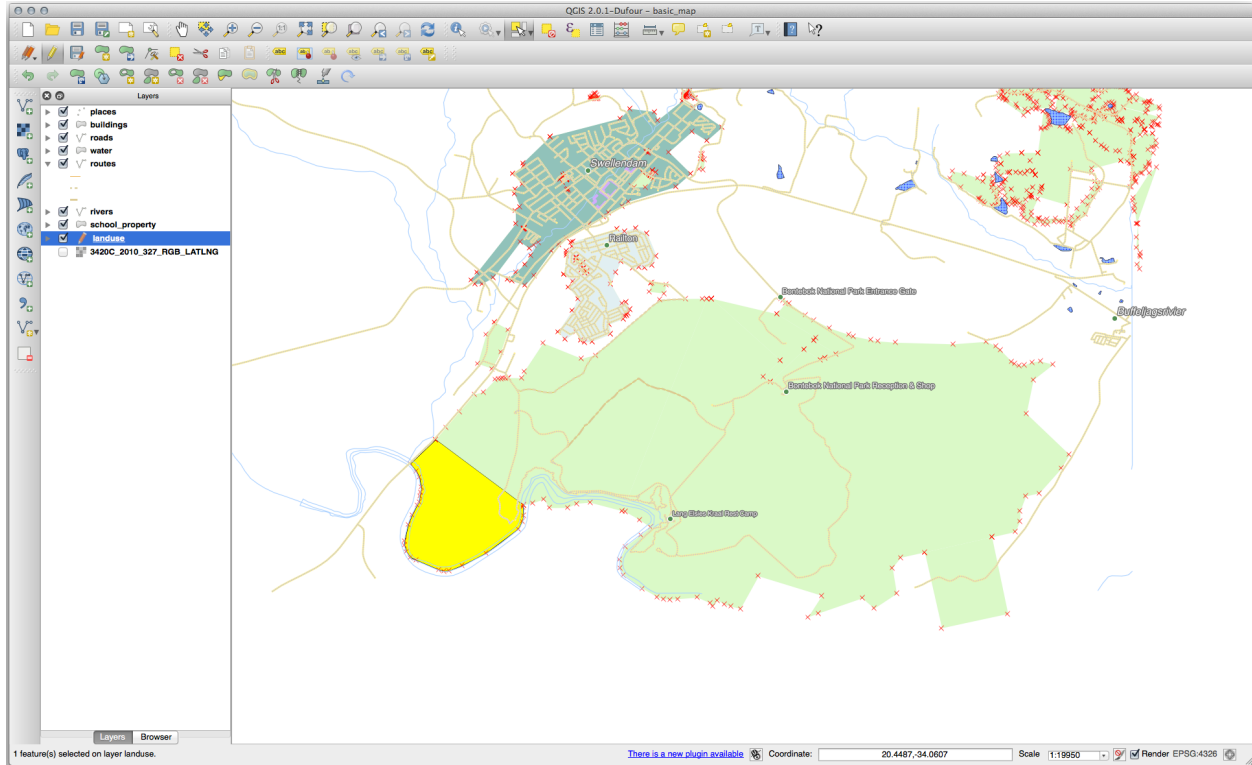 QGIS 2.0.1-Dufour - basic_map
Layers
places
buildings
roads
water
routes
rivers
school_property
landuse
3420C_2010_327_RGB_LATLNG
Swellendam
Railton
Bontebok National Park Entrance Gate
Buffeljagsrivier
Bontebok National Park Reception & Shop
Lang Elsies Kraal Rest Camp
Layers Browser
1 feature(s) selected on layer landuse. There is a new plugin available Coordinate: 20.4487,-34.0607 Scale 1:19950 Render EPSG:4326